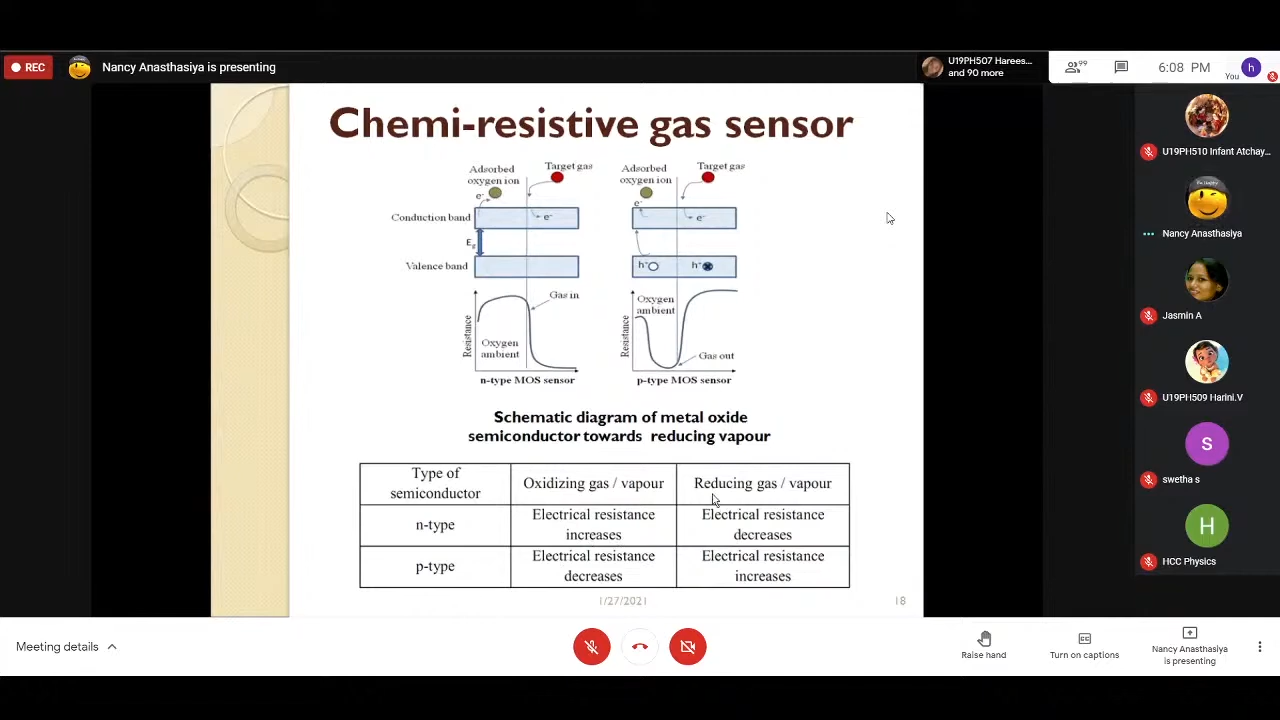 REC
Nancy Anasthasiya is presenting
U19PH507 Harees...
and 90 more
99
6:08 PM
You
h
Chemi-resistive gas sensor
Adsorbed
oxygen ion
Target gas
e-
Conduction band
e-
Eg
Valence band
Gas in
Resistance
Oxygen
ambient
n-type MOS sensor
Adsorbed
oxygen ion
Target gas
e-
e-
h+
h+
Oxygen
ambient
Resistance
Gas out
p-type MOS sensor
Schematic diagram of metal oxide
semiconductor towards reducing vapour
Type of
semiconductor
Oxidizing gas / vapour
Reducing gas / vapour
n-type
Electrical resistance
increases
Electrical resistance
decreases
p-type
Electrical resistance
decreases
Electrical resistance
increases
1/27/2021
18
U19PH510 Infant Atchay...
Nancy Anasthasiya
Jasmin A
U19PH509 Harini.V
S
swetha s
H
HCC Physics
Meeting details
Raise hand
Turn on captions
Nancy Anasthasiya
is presenting